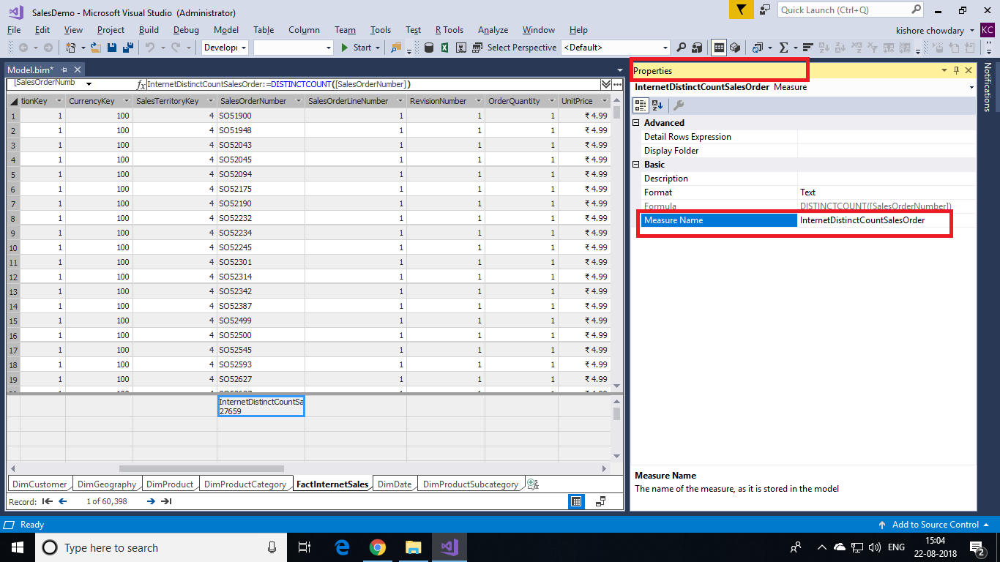 SalesDemo - Microsoft Visual Studio (Administrator)
Quick Launch (Ctrl+Q)
File Edit View Project Build Debug Model Table Column Team Tools Test R Tools Analyze Window Help
kishore chowdary KC
Developi Start Select Perspective <Default>
Model.bim*
[SalesOrderNumb fx InternetDistinctCountSalesOrder:=DISTINCTCOUNT([SalesOrderNumber])
tionKey CurrencyKey SalesTerritoryKey SalesOrderNumber SalesOrderLineNumber RevisionNumber OrderQuantity UnitPrice
1 1 100 4 SO51900 1 1 1 ₹ 4.99
2 1 100 4 SO51948 1 1 1 ₹ 4.99
3 1 100 4 SO52043 1 1 1 ₹ 4.99
4 1 100 4 SO52045 1 1 1 ₹ 4.99
5 1 100 4 SO52094 1 1 1 ₹ 4.99
6 1 100 4 SO52175 1 1 1 ₹ 4.99
7 1 100 4 SO52190 1 1 1 ₹ 4.99
8 1 100 4 SO52232 1 1 1 ₹ 4.99
9 1 100 4 SO52234 1 1 1 ₹ 4.99
10 1 100 4 SO52245 1 1 1 ₹ 4.99
11 1 100 4 SO52301 1 1 1 ₹ 4.99
12 1 100 4 SO52314 1 1 1 ₹ 4.99
13 1 100 4 SO52342 1 1 1 ₹ 4.99
14 1 100 4 SO52387 1 1 1 ₹ 4.99
15 1 100 4 SO52499 1 1 1 ₹ 4.99
16 1 100 4 SO52500 1 1 1 ₹ 4.99
17 1 100 4 SO52545 1 1 1 ₹ 4.99
18 1 100 4 SO52593 1 1 1 ₹ 4.99
19 1 100 4 SO52627 1 1 1 ₹ 4.99
InternetDistinctCountSa
27659
DimCustomer DimGeography DimProduct DimProductCategory FactInternetSales DimDate DimProductSubcategory
Record: 1 of 60,398
Properties
InternetDistinctCountSalesOrder Measure
Advanced
Detail Rows Expression
Display Folder
Basic
Description
Format Text
Formula DISTINCTCOUNT([SalesOrderNumber])
Measure Name InternetDistinctCountSalesOrder
Measure Name
The name of the measure, as it is stored in the model
Notifications
Ready
Add to Source Control
Type here to search
ENG
15:04
22-08-2018
2